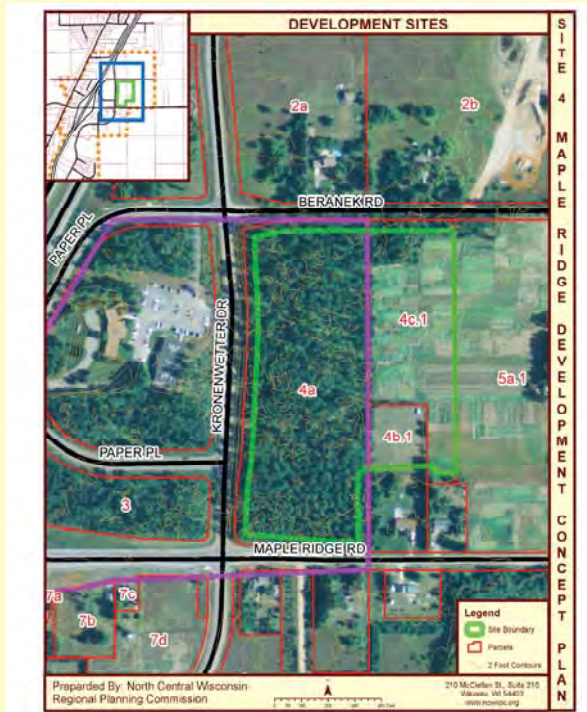 DEVELOPMENT SITES
SITE 4 MAPLE RIDGE DEVELOPMENT CONCEPT PLAN
2a
2b
BERANEK RD
PAPER PL
KRONENWETTER DR
4c.1
5a.1
4a
4b.1
PAPER PL
3
MAPLE RIDGE RD
7a
7c
7b
7d
Legend
Site Boundary
Parcels
2 Foot Contours
Prepared By: North Central Wisconsin
Regional Planning Commission
210 McClellan St., Suite 210
Wausau, WI 54403
www.ncwrpc.org